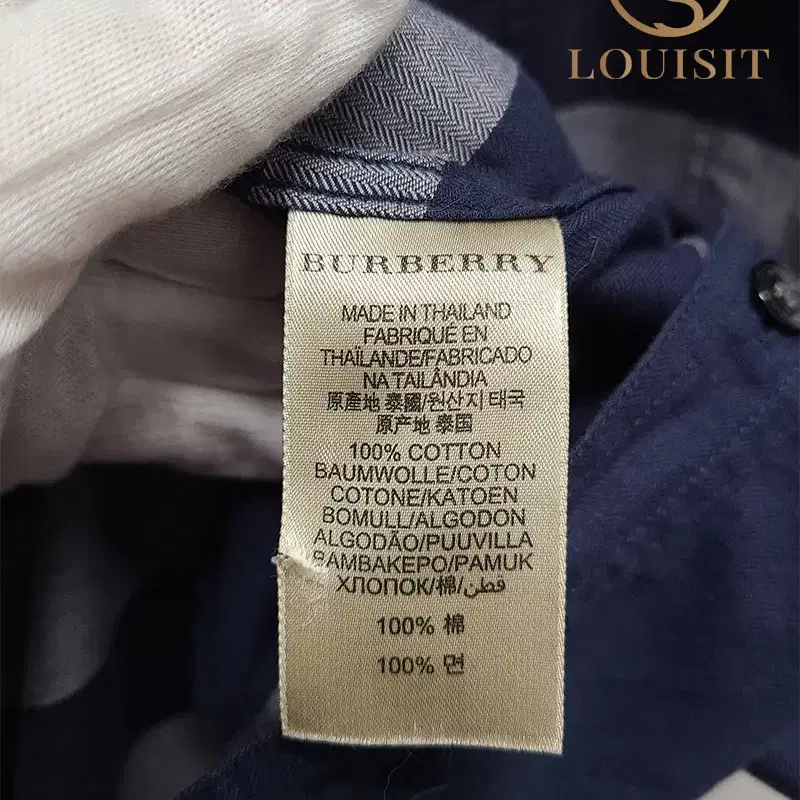 LOUISIT
BURBERRY
MADE IN THAILAND
FABRIQUÉ EN
THAÏLANDE/FABRICADO
NA TAILÂNDIA
原產地 泰國/원산지 태국
原产地 泰国
100% COTTON
BAUMWOLLE/COTON
COTONE/KATOEN
BOMULL/ALGODON
ALGODÃO/PUUVILLA
BAMBAKEPO/PAMUK
ХЛОПОК/棉/قطن
100% 棉
100% 면